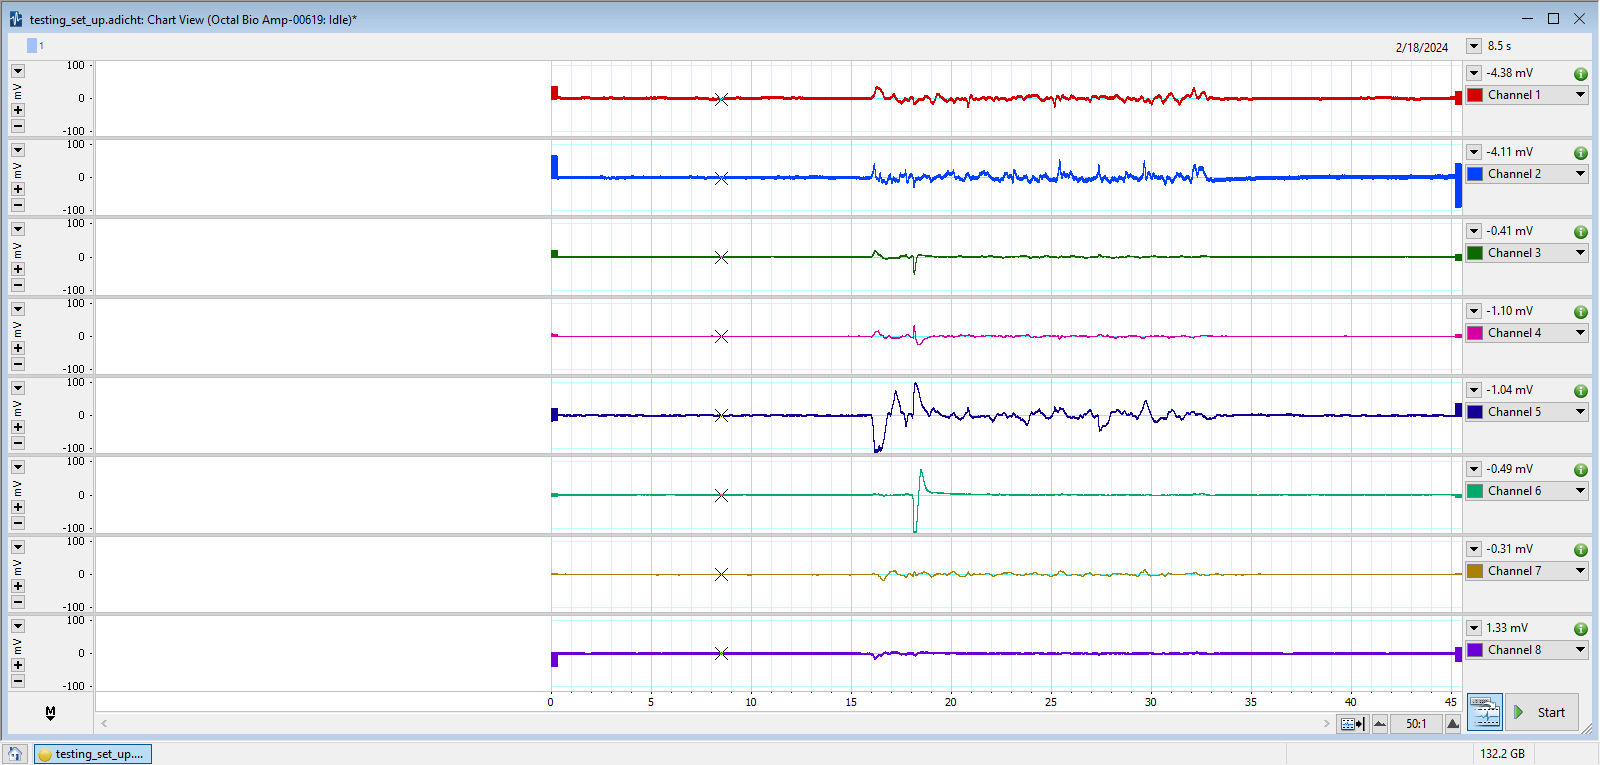 testing_set_up.adicht: Chart View (Octal Bio Amp-00619: Idle)*
1
2/18/2024
8.5 s
100
0
-100
mV
-4.38 mV
Channel 1
100
0
-100
mV
-4.11 mV
Channel 2
100
0
-100
mV
-0.41 mV
Channel 3
100
0
-100
mV
-1.10 mV
Channel 4
100
0
-100
mV
-1.04 mV
Channel 5
100
0
-100
mV
-0.49 mV
Channel 6
100
0
-100
mV
-0.31 mV
Channel 7
100
0
-100
mV
1.33 mV
Channel 8
0 5 10 15 20 25 30 35 40 45
M
50:1
Start
testing_set_up....
132.2 GB